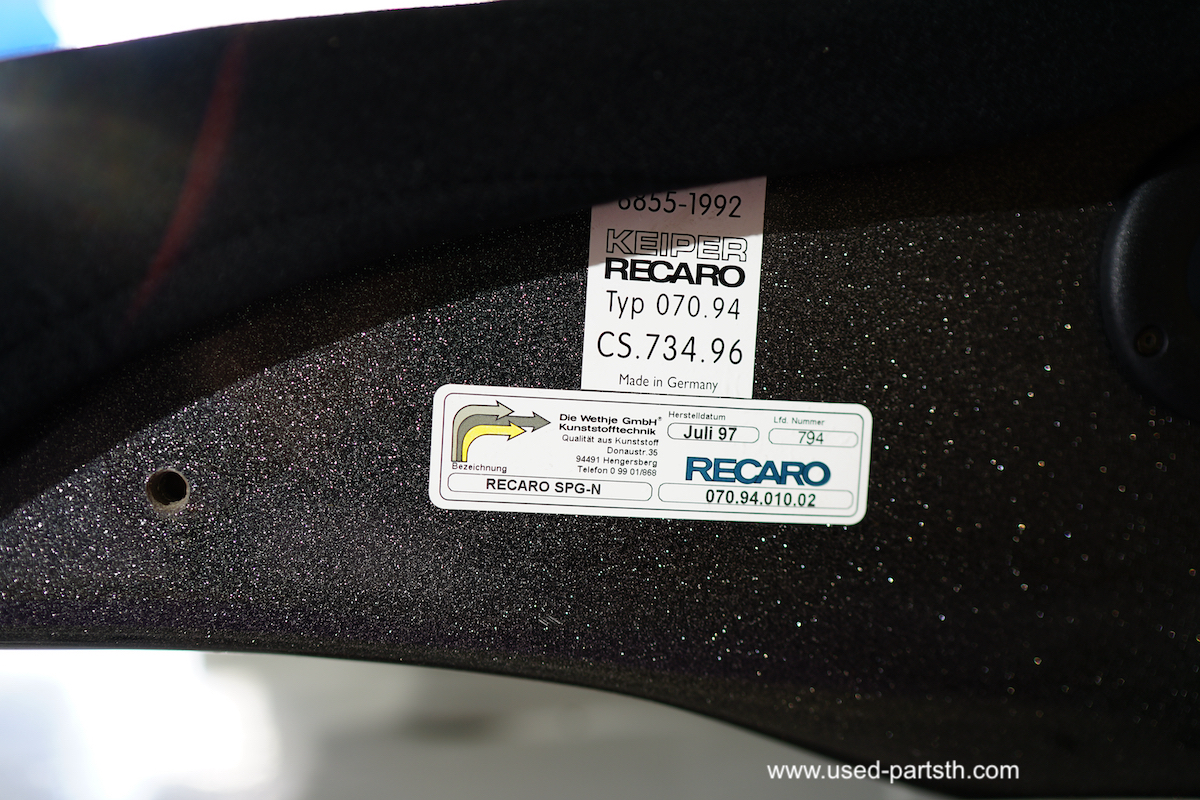 6855-1992
KEIPER
RECARO
Typ 070.94
CS.734.96
Made in Germany
Die Wethje GmbH®
Kunststofftechnik
Qualität aus Kunststoff
Donaustr.35
94491 Hengersberg
Telefon 0 99 01/868
Herstelldatum
Juli 97
Lfd. Nummer
794
Bezeichnung
RECARO SPG-N
RECARO
070.94.010.02
www.used-partsth.com